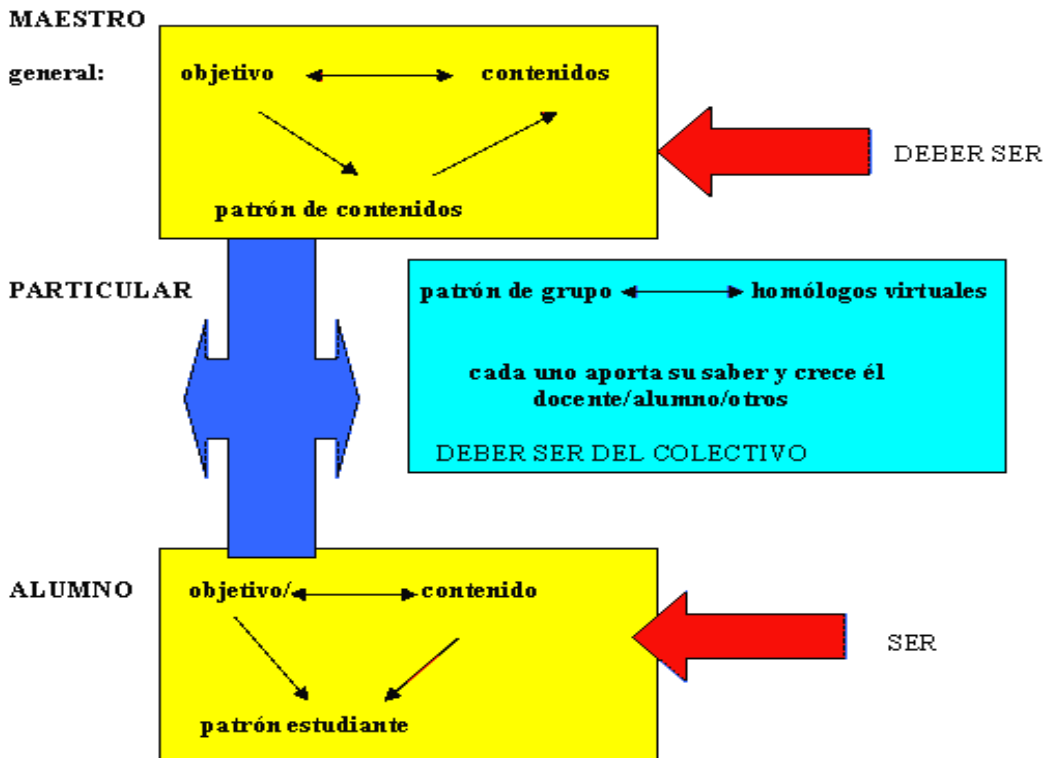 MAESTRO
general:
objetivo
contenidos
DEBER SER
patrón de contenidos
PARTICULAR
patrón de grupo
homólogos virtuales
cada uno aporta su saber y crece él
docente/alumno/otros
DEBER SER DEL COLECTIVO
ALUMNO
objetivo/
contenido
SER
patrón estudiante